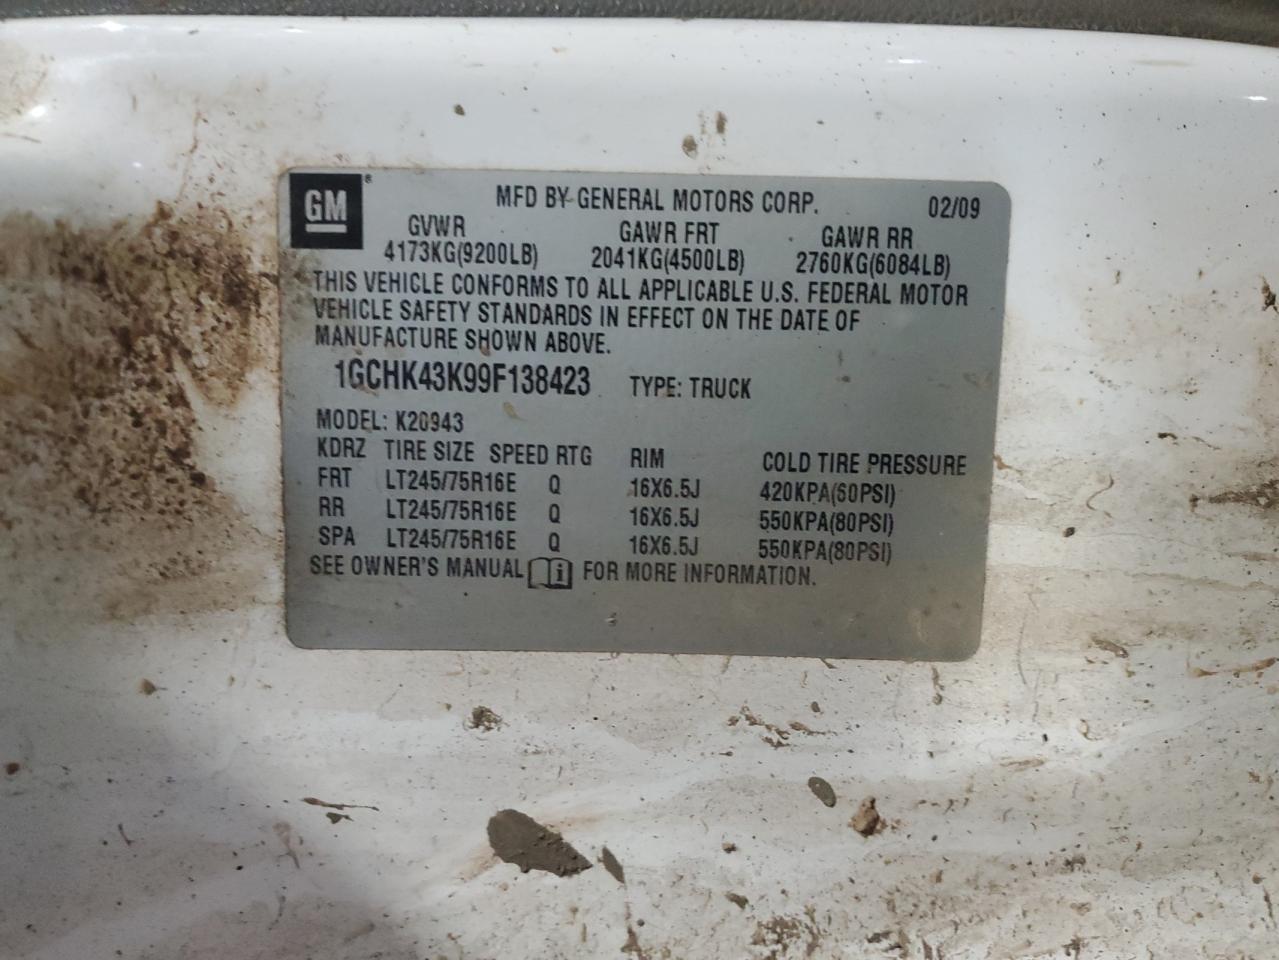 GM® MFD BY GENERAL MOTORS CORP. 02/09
GVWR GAWR FRT GAWR RR
4173KG(9200LB) 2041KG(4500LB) 2760KG(6084LB)
THIS VEHICLE CONFORMS TO ALL APPLICABLE U.S. FEDERAL MOTOR
VEHICLE SAFETY STANDARDS IN EFFECT ON THE DATE OF
MANUFACTURE SHOWN ABOVE.
1GCHK43K99F138423 TYPE: TRUCK
MODEL: K20943
KDRZ TIRE SIZE SPEED RTG RIM COLD TIRE PRESSURE
FRT LT245/75R16E Q 16X6.5J 420KPA(60PSI)
RR LT245/75R16E Q 16X6.5J 550KPA(80PSI)
SPA LT245/75R16E Q 16X6.5J 550KPA(80PSI)
SEE OWNER'S MANUAL i FOR MORE INFORMATION.